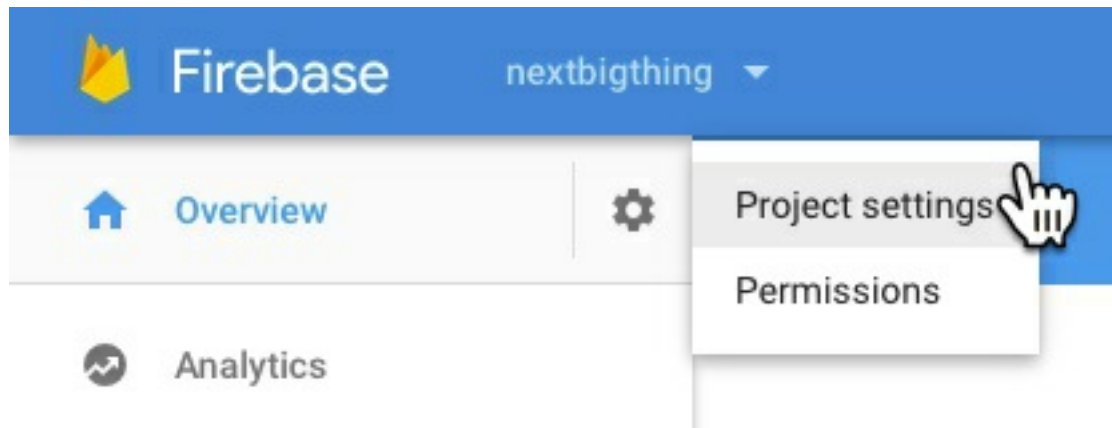 Firebase nextbigthing
Overview
Project settings
Permissions
Analytics